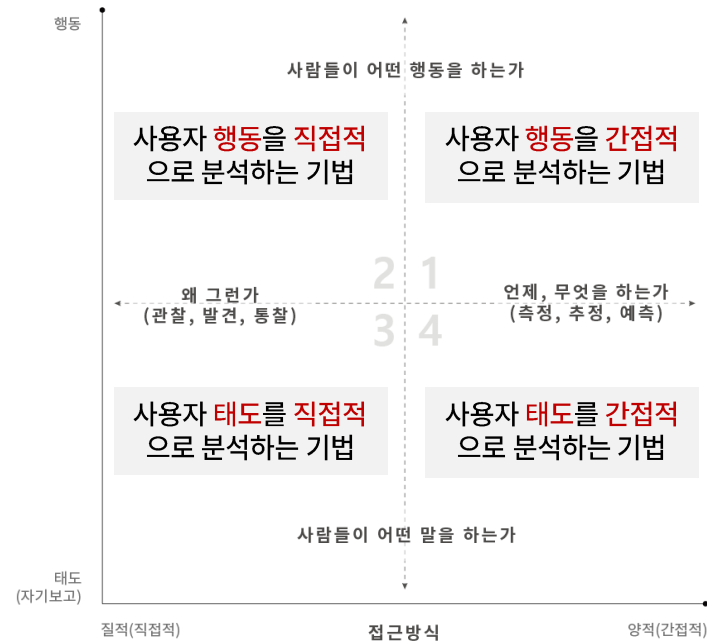 행동
사람들이 어떤 행동을 하는가
사용자 행동을 직접적
으로 분석하는 기법
사용자 행동을 간접적
으로 분석하는 기법
2 1
왜 그런가
(관찰, 발견, 통찰)
언제, 무엇을 하는가
(측정, 추정, 예측)
3 4
사용자 태도를 직접적
으로 분석하는 기법
사용자 태도를 간접적
으로 분석하는 기법
사람들이 어떤 말을 하는가
태도
(자기보고)
질적(직접적)
접근방식
양적(간접적)